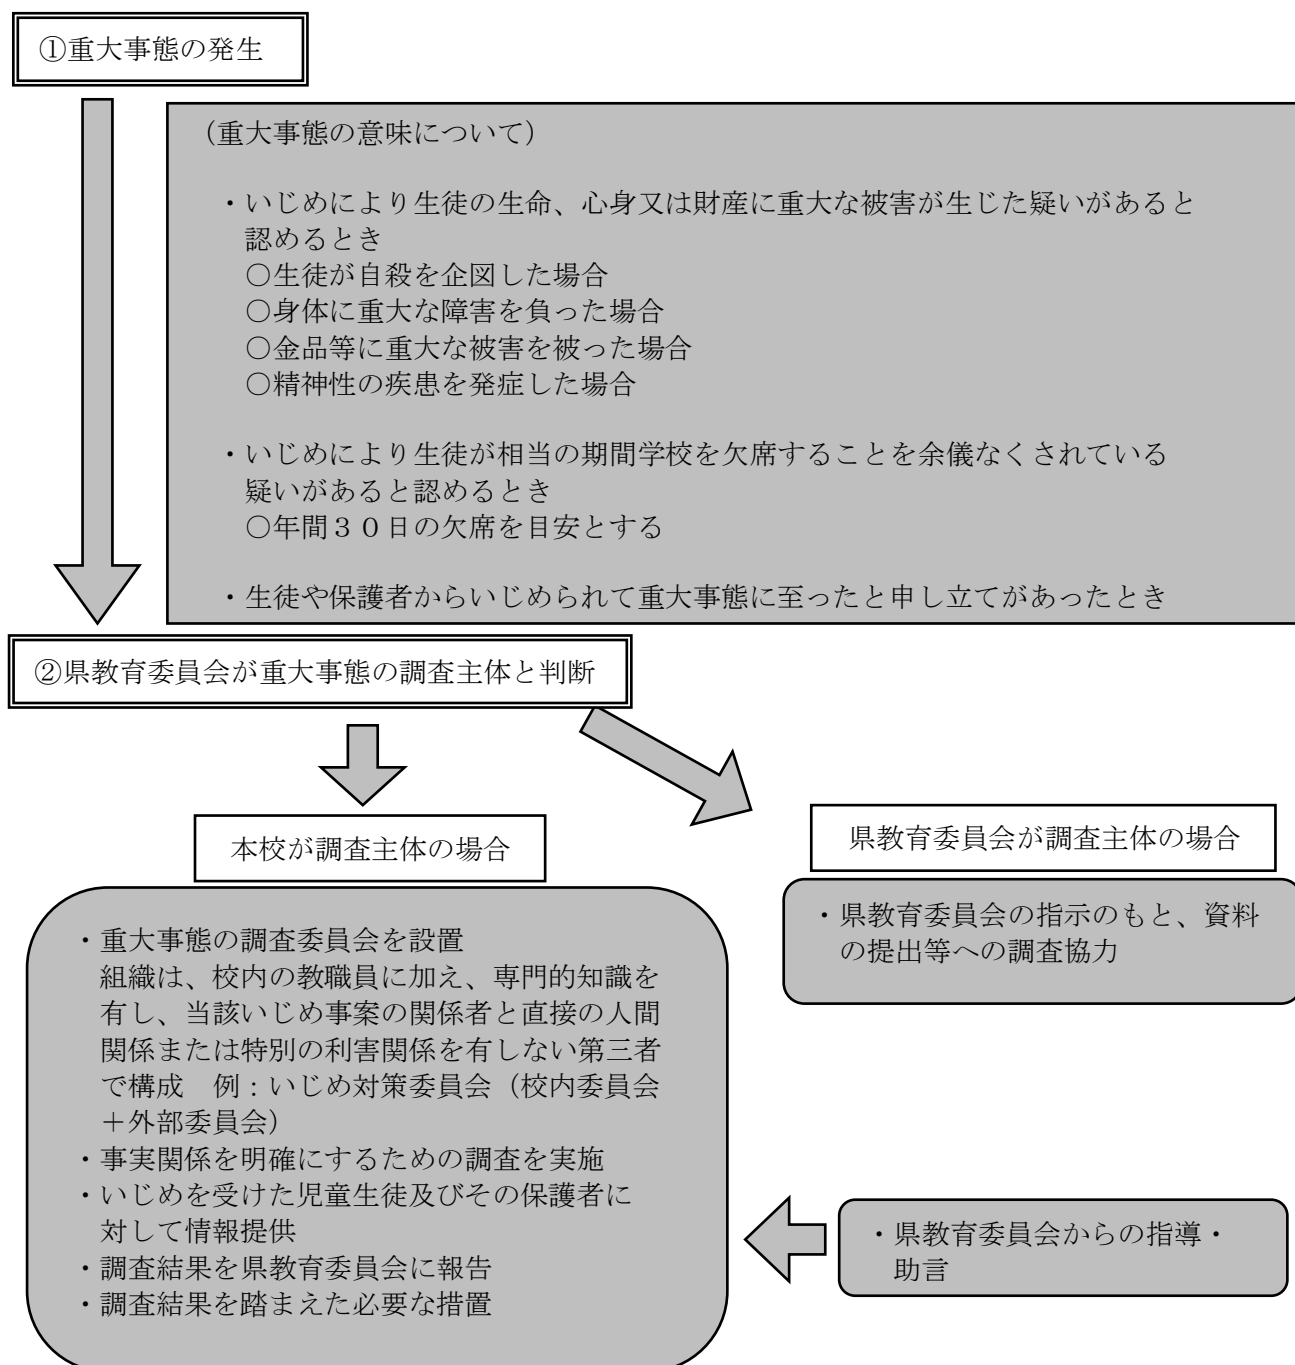 ①重大事態の発生
（重大事態の意味について）
・いじめにより生徒の生命、心身又は財産に重大な被害が生じた疑いがあると
認めるとき
○生徒が自殺を企図した場合
○身体に重大な障害を負った場合
○金品等に重大な被害を被った場合
○精神性の疾患を発症した場合
・いじめにより生徒が相当の期間学校を欠席することを余儀なくされている
疑いがあると認めるとき
○年間３０日の欠席を目安とする
・生徒や保護者からいじめられて重大事態に至ったと申し立てがあったとき
②県教育委員会が重大事態の調査主体と判断
本校が調査主体の場合
・重大事態の調査委員会を設置
組織は、校内の教職員に加え、専門的知識を
有し、当該いじめ事案の関係者と直接の人間
関係または特別の利害関係を有しない第三者
で構成　例：いじめ対策委員会（校内委員会
＋外部委員会）
・事実関係を明確にするための調査を実施
・いじめを受けた児童生徒及びその保護者に
対して情報提供
・調査結果を県教育委員会に報告
・調査結果を踏まえた必要な措置
県教育委員会が調査主体の場合
・県教育委員会の指示のもと、資料
の提出等への調査協力
・県教育委員会からの指導・
助言